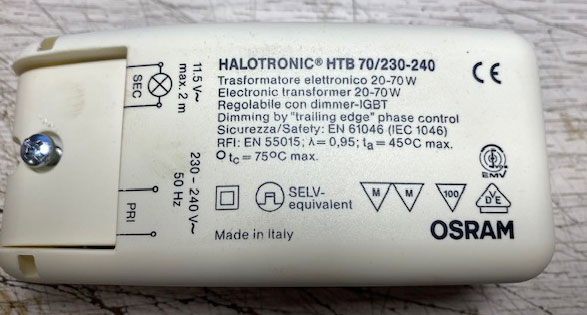 HALOTRONIC® HTB 70/230-240
Trasformatore elettronico 20-70W
Electronic transformer 20-70W
Regolabile con dimmer-IGBT
Dimming by "trailing edge" phase control
Sicurezza/Safety: EN 61046 (IEC 1046)
RFI: EN 55015; λ = 0,95; ta = 45°C max.
tc = 75°C max.
CE
SEC
11.5 V~
max. 2 m
PRI
230 - 240 V~
50 Hz
SELV-
equivalent
M
M
100
EMV
VDE
Made in Italy
OSRAM